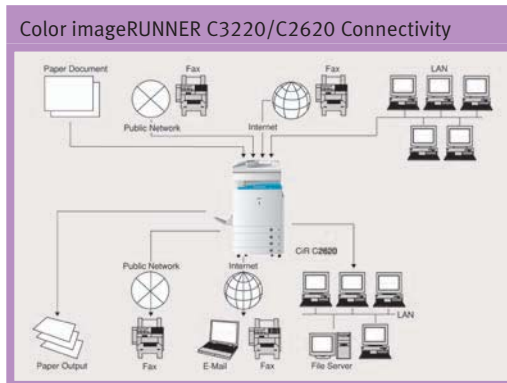 Color imageRUNNER C3220/C2620 Connectivity
Paper Document
Fax
Fax
LAN
Public Network
Internet
CiR C2620
Public Network
Internet
LAN
Paper Output
Fax
E-Mail
Fax
File Server